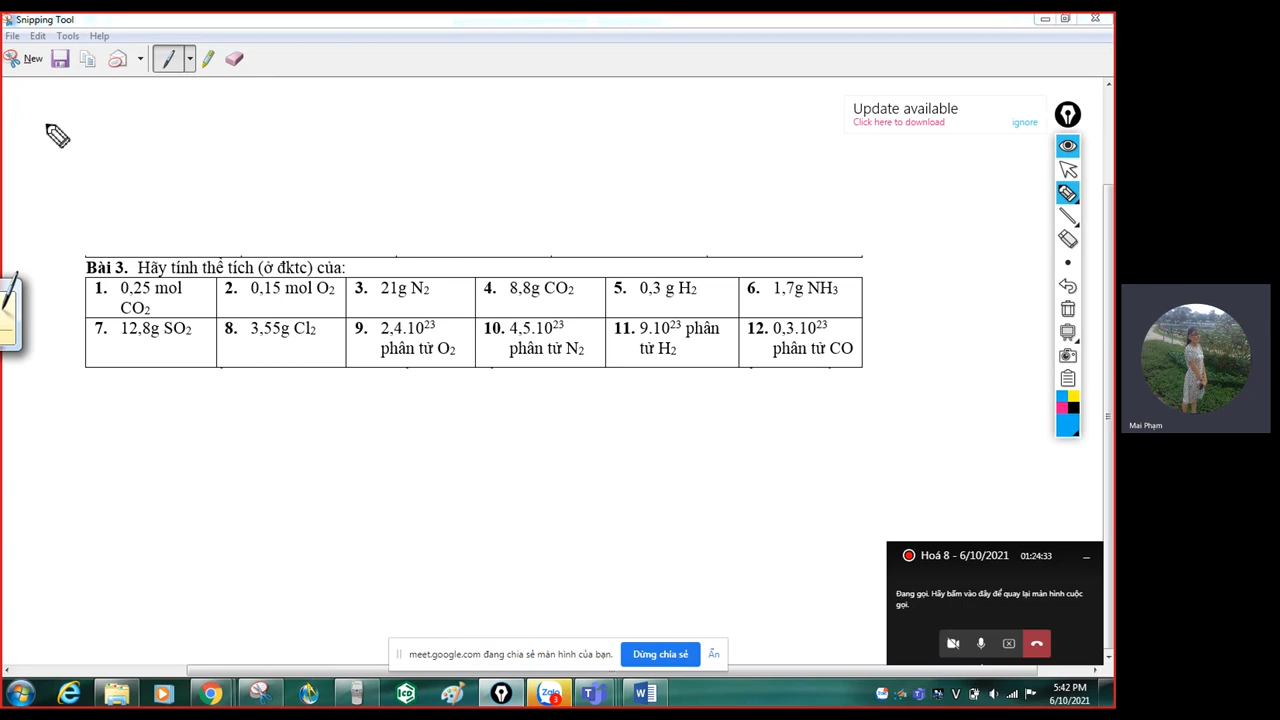 Snipping Tool
File Edit Tools Help
New
Update available
Click here to download ignore
Bài 3. Hãy tính thể tích (ở đktc) của:
1. 0,25 mol CO₂
2. 0,15 mol O₂
3. 21g N₂
4. 8,8g CO₂
5. 0,3 g H₂
6. 1,7g NH₃
7. 12,8g SO₂
8. 3,55g Cl₂
9. 2,4.10²³ phân tử O₂
10. 4,5.10²³ phân tử N₂
11. 9.10²³ phân tử H₂
12. 0,3.10²³ phân tử CO
Mai Phạm
Hoá 8 - 6/10/2021 01:24:33
Đang gọi. Hãy bấm vào đây để quay lại màn hình cuộc
gọi.
meet.google.com đang chia sẻ màn hình của bạn. Dừng chia sẻ Ẩn
Zalo
3
5:42 PM
6/10/2021